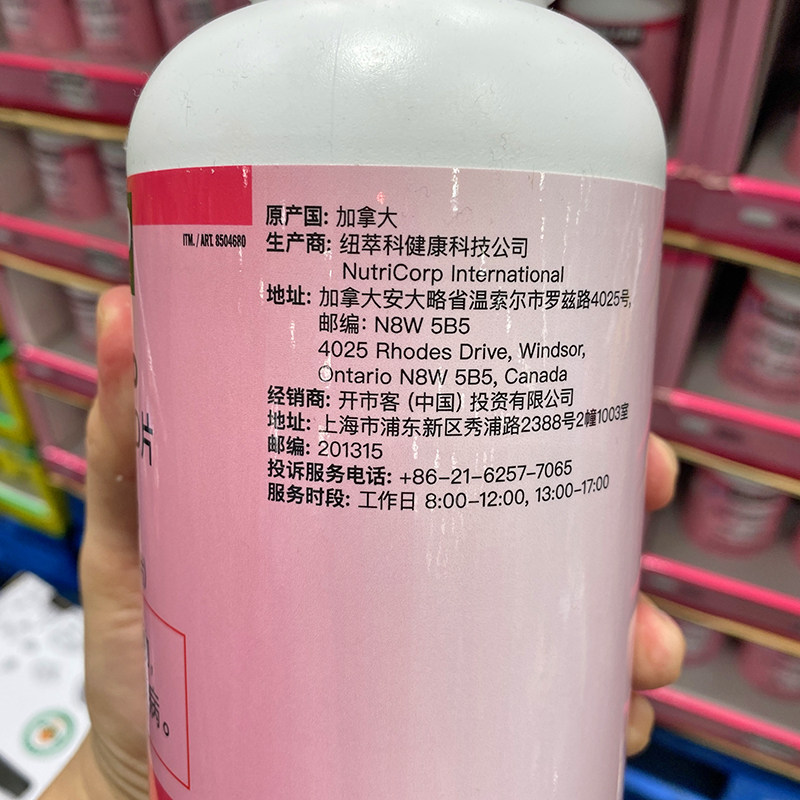 ITM. / ART. 8504680
原产国: 加拿大
生产商: 纽萃科健康科技公司
NutriCorp International
地址: 加拿大安大略省温索尔市罗兹路4025号,
邮编: N8W 5B5
4025 Rhodes Drive, Windsor,
Ontario N8W 5B5, Canada
经销商: 开市客 (中国) 投资有限公司
地址: 上海市浦东新区秀浦路2388号2幢1003室
邮编: 201315
投诉服务电话: +86-21-6257-7065
服务时段: 工作日 8:00-12:00, 13:00-17:00
片
病。